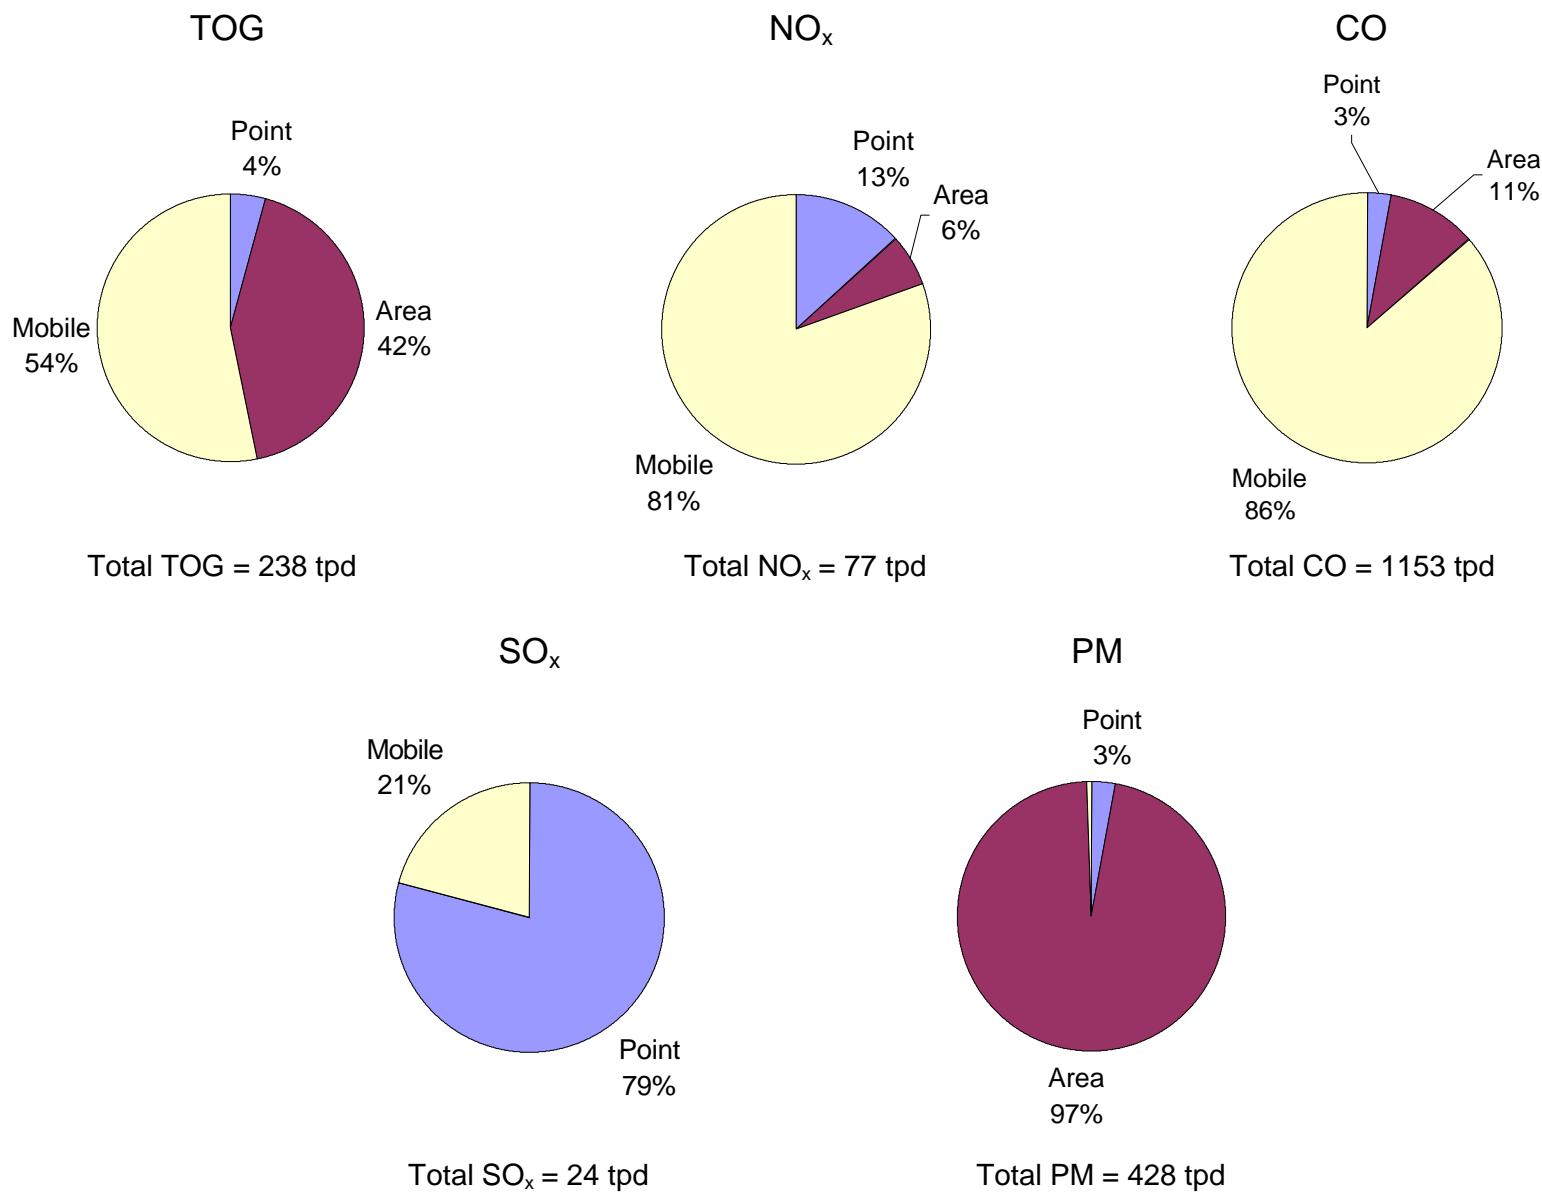 TOG
NOₓ
CO
Point
4%
Area
42%
Mobile
54%
Point
13%
Area
6%
Mobile
81%
Point
3%
Area
11%
Mobile
86%
Total TOG = 238 tpd
Total NOₓ = 77 tpd
Total CO = 1153 tpd
SOₓ
PM
Mobile
21%
Point
79%
Point
3%
Area
97%
Total SOₓ = 24 tpd
Total PM = 428 tpd